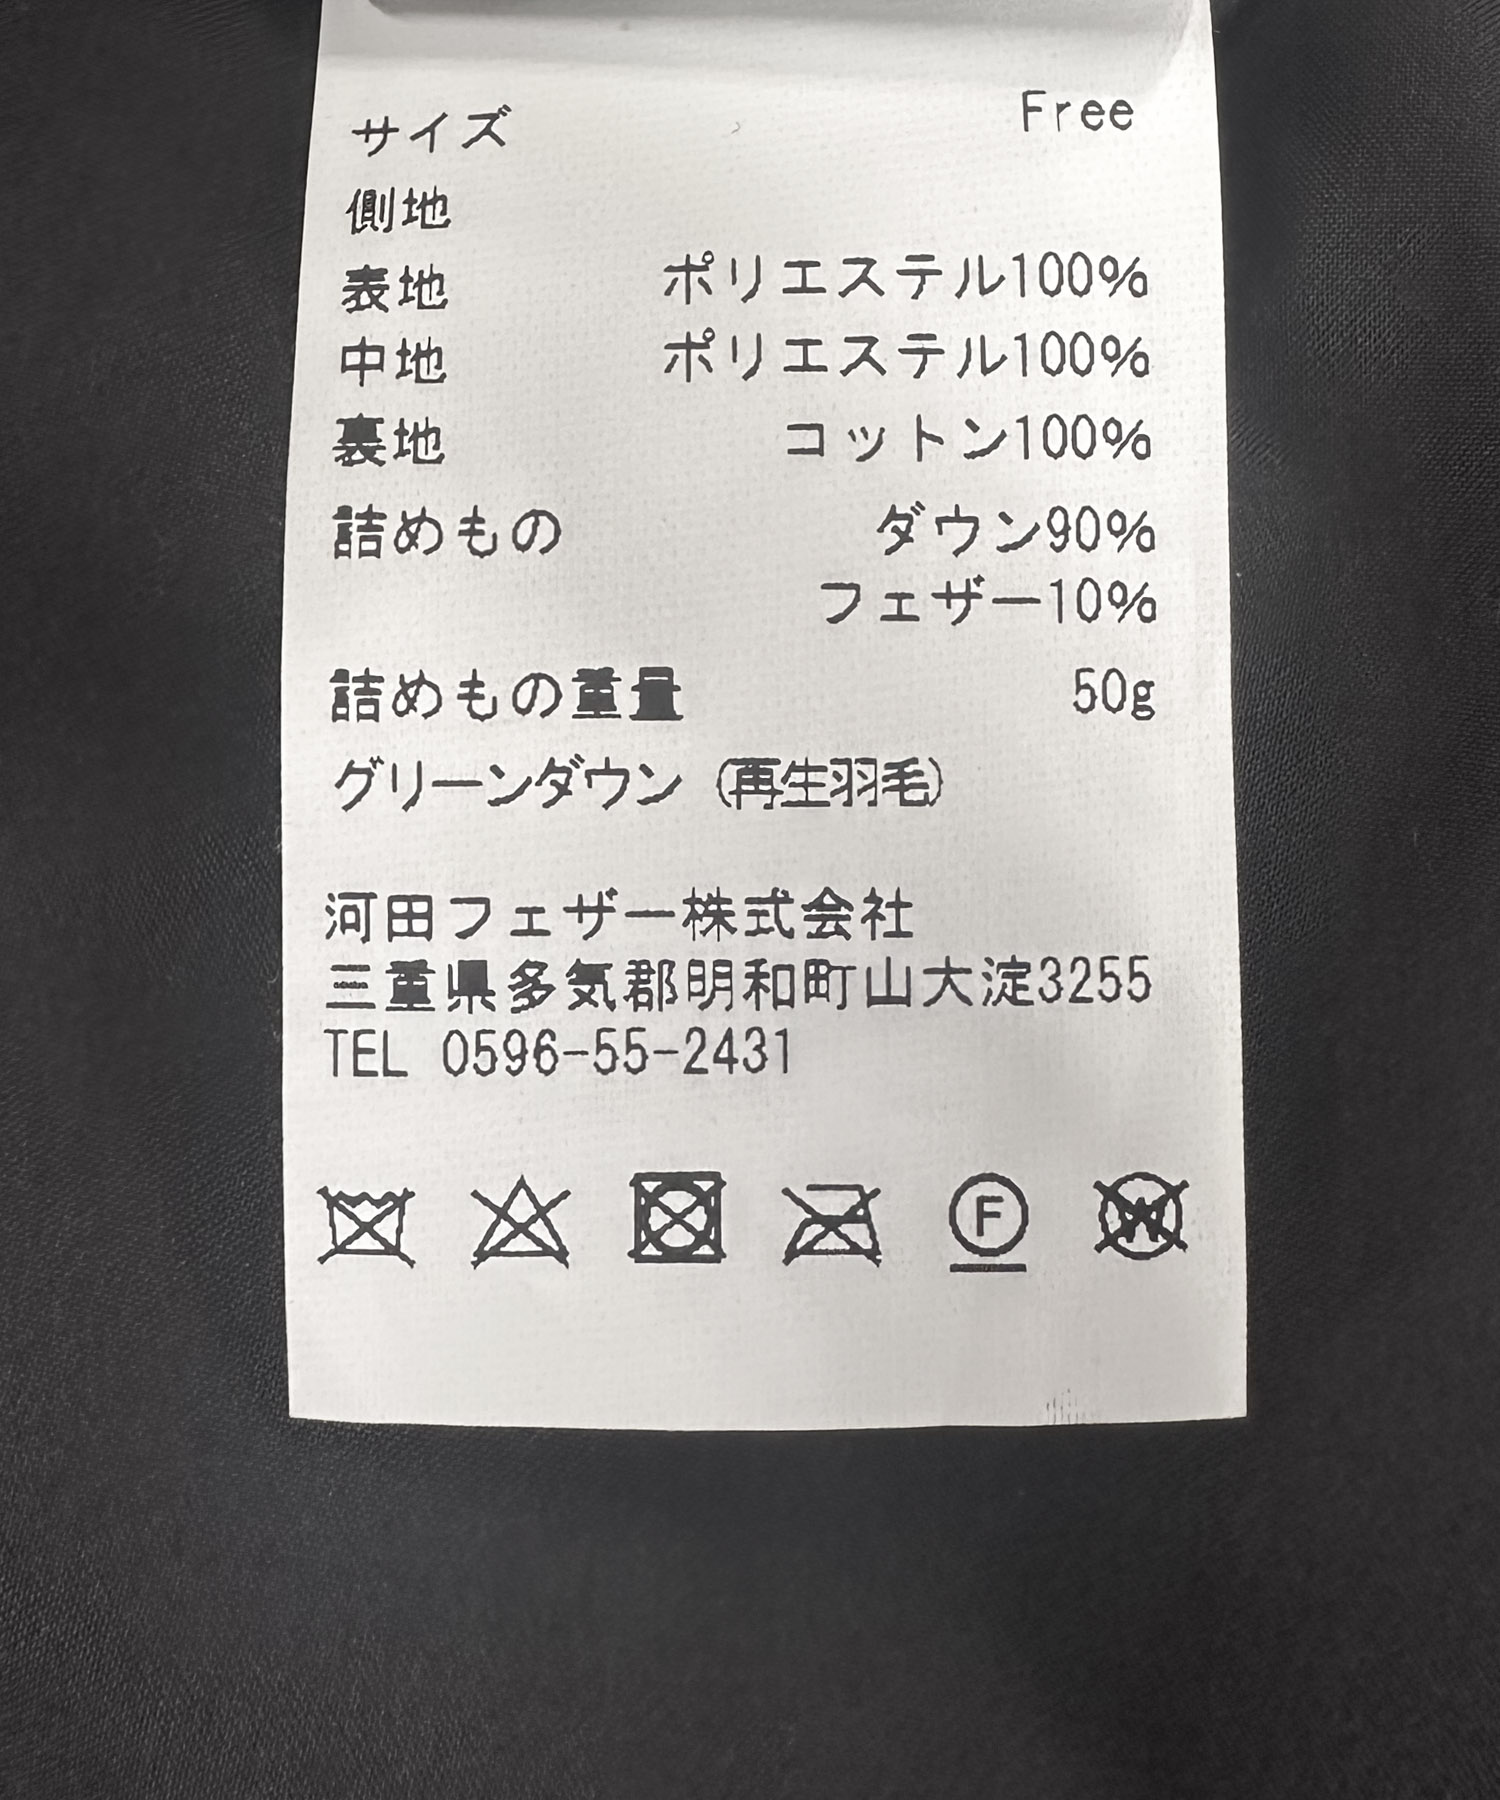 サイズ Free
側地
表地 ポリエステル100%
中地 ポリエステル100%
裏地 コットン100%
詰めもの ダウン90%
フェザー10%
詰めもの重量 50g
グリーンダウン（再生羽毛）
河田フェザー株式会社
三重県多気郡明和町山大淀3255
TEL 0596-55-2431
F W